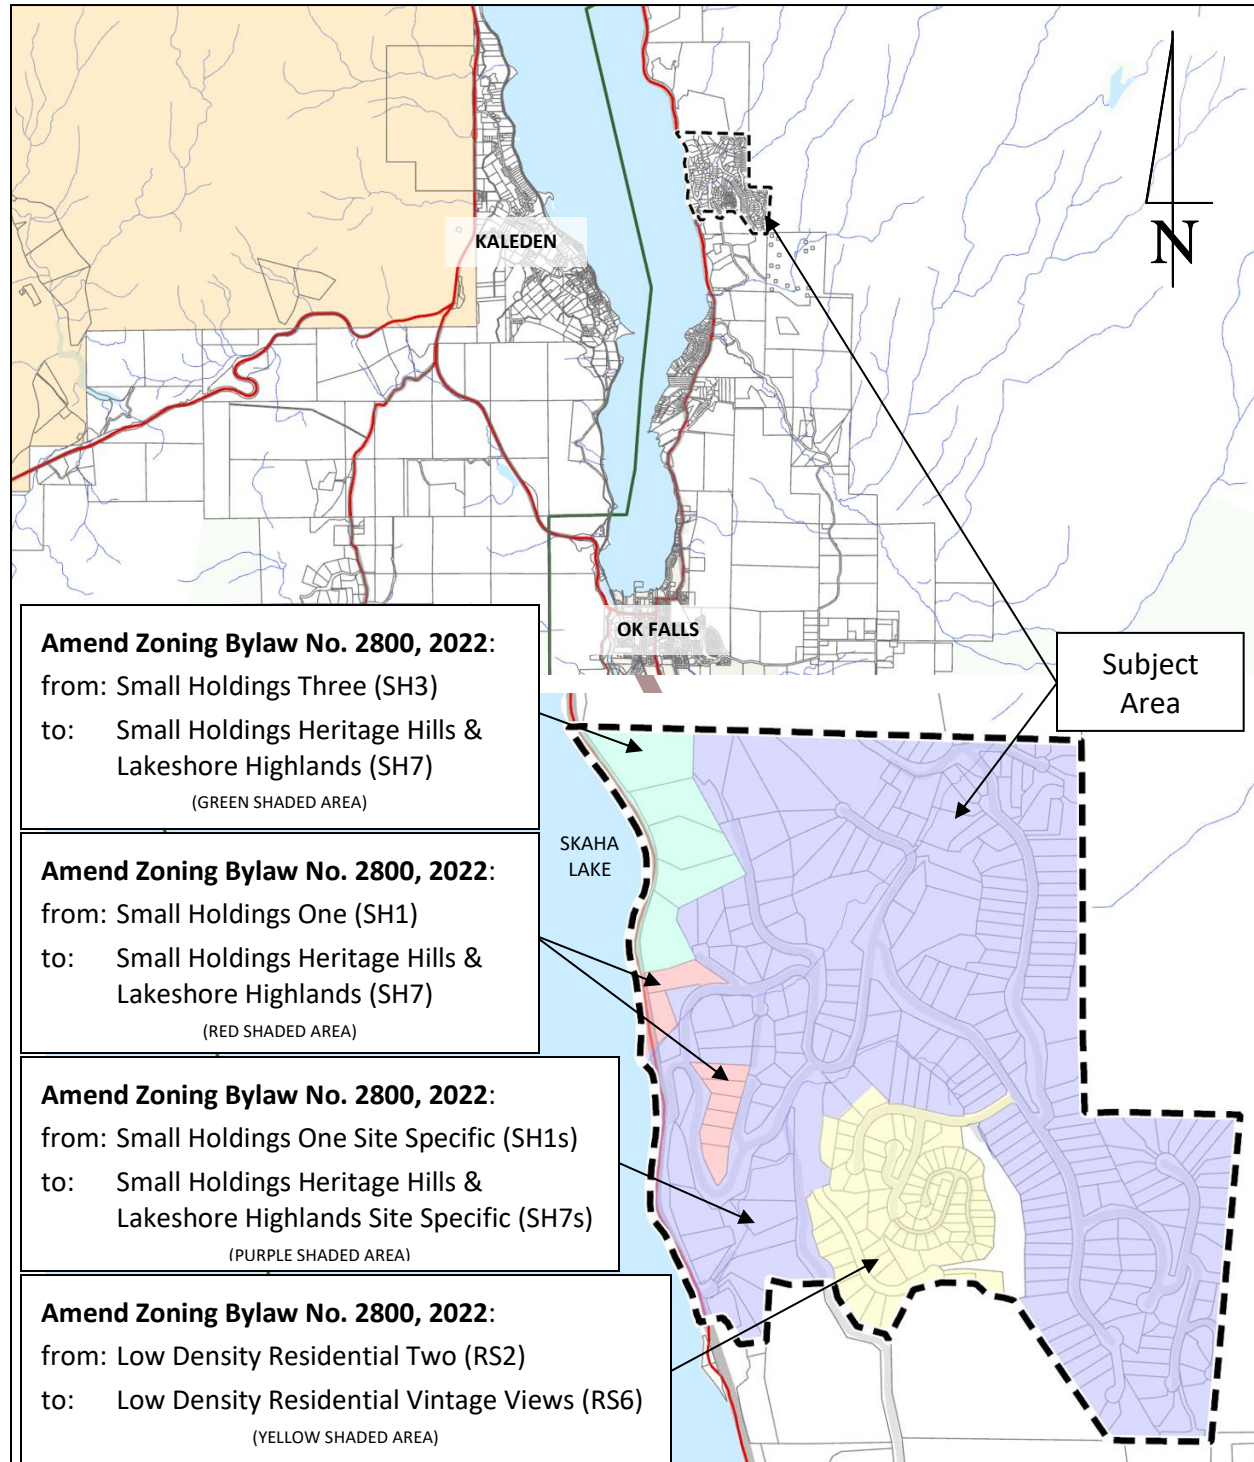 KALEDEN
N
OK FALLS
Subject
Area
Amend Zoning Bylaw No. 2800, 2022:
from: Small Holdings Three (SH3)
to: Small Holdings Heritage Hills &
Lakeshore Highlands (SH7)
(GREEN SHADED AREA)
SKAHA
LAKE
Amend Zoning Bylaw No. 2800, 2022:
from: Small Holdings One (SH1)
to: Small Holdings Heritage Hills &
Lakeshore Highlands (SH7)
(RED SHADED AREA)
Amend Zoning Bylaw No. 2800, 2022:
from: Small Holdings One Site Specific (SH1s)
to: Small Holdings Heritage Hills &
Lakeshore Highlands Site Specific (SH7s)
(PURPLE SHADED AREA)
Amend Zoning Bylaw No. 2800, 2022:
from: Low Density Residential Two (RS2)
to: Low Density Residential Vintage Views (RS6)
(YELLOW SHADED AREA)